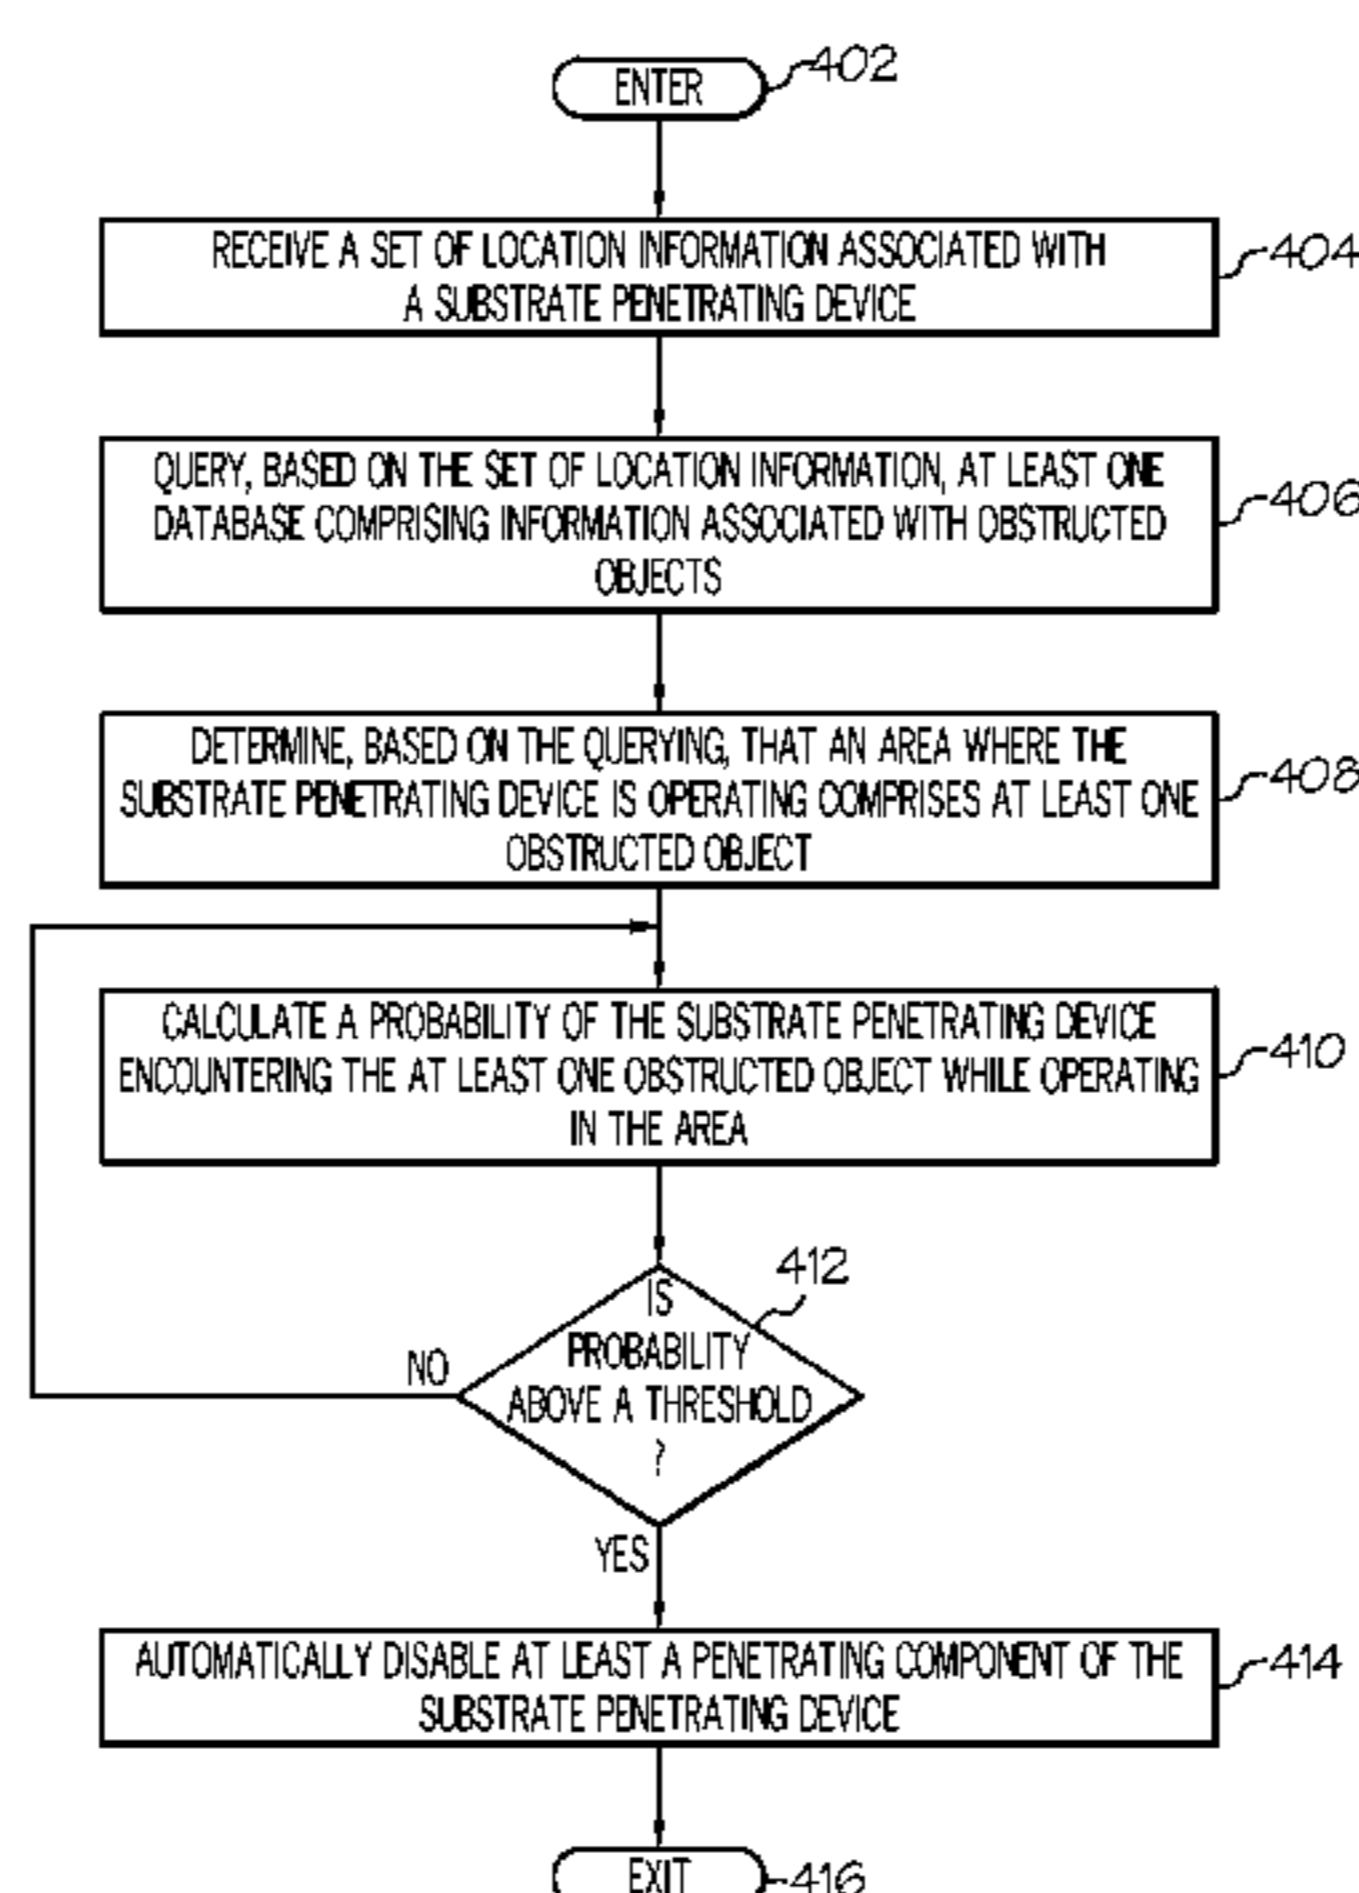 ENTER
402
RECEIVE A SET OF LOCATION INFORMATION ASSOCIATED WITH
A SUBSTRATE PENETRATING DEVICE
404
QUERY, BASED ON THE SET OF LOCATION INFORMATION, AT LEAST ONE
DATABASE COMPRISING INFORMATION ASSOCIATED WITH OBSTRUCTED
OBJECTS
406
DETERMINE, BASED ON THE QUERYING, THAT AN AREA WHERE THE
SUBSTRATE PENETRATING DEVICE IS OPERATING COMPRISES AT LEAST ONE
OBSTRUCTED OBJECT
408
CALCULATE A PROBABILITY OF THE SUBSTRATE PENETRATING DEVICE
ENCOUNTERING THE AT LEAST ONE OBSTRUCTED OBJECT WHILE OPERATING
IN THE AREA
410
412
IS
PROBABILITY
ABOVE A THRESHOLD
?
NO
YES
AUTOMATICALLY DISABLE AT LEAST A PENETRATING COMPONENT OF THE
SUBSTRATE PENETRATING DEVICE
414
EXIT
416